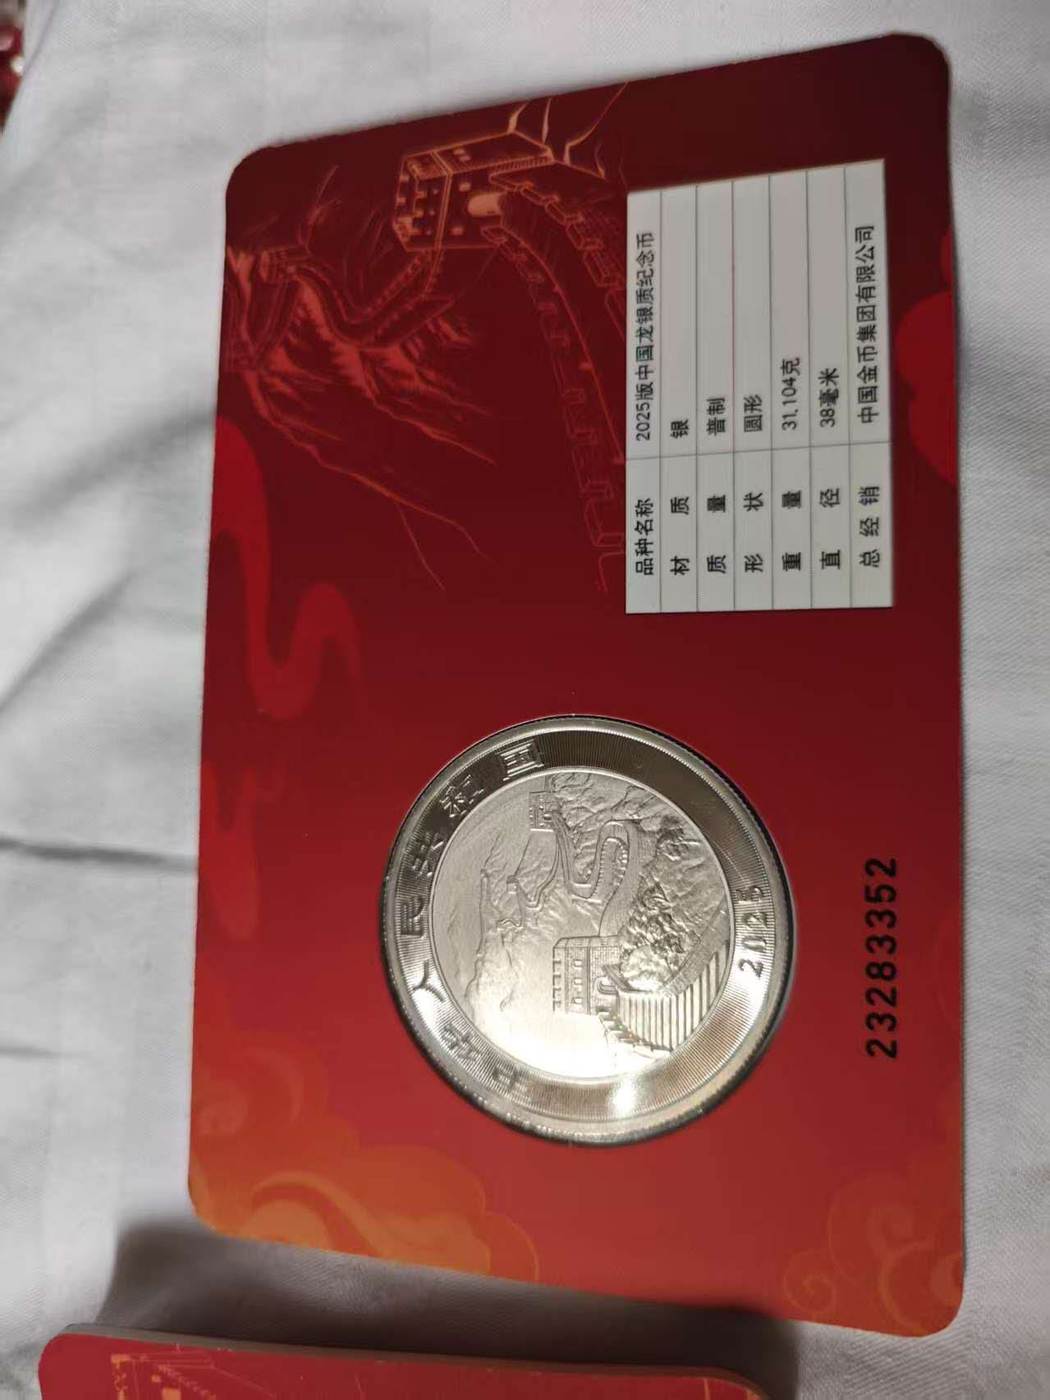 中华人民共和国
2025
23283352
品种名称 2025版中国龙银质纪念币
材质 银
质量 普制
形状 圆形
重量 31.104克
直径 38毫米
总经销 中国金币集团有限公司